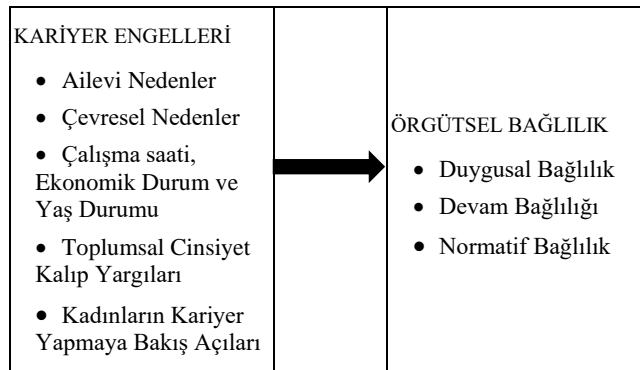 KARİYER ENGELLERİ
• Ailevi Nedenler
• Çevresel Nedenler
• Çalışma saati,
Ekonomik Durum ve
Yaş Durumu
• Toplumsal Cinsiyet
Kalıp Yargıları
• Kadınların Kariyer
Yapmaya Bakış Açıları
ÖRGÜTSEL BAĞLILIK
• Duygusal Bağlılık
• Devam Bağlılığı
• Normatif Bağlılık